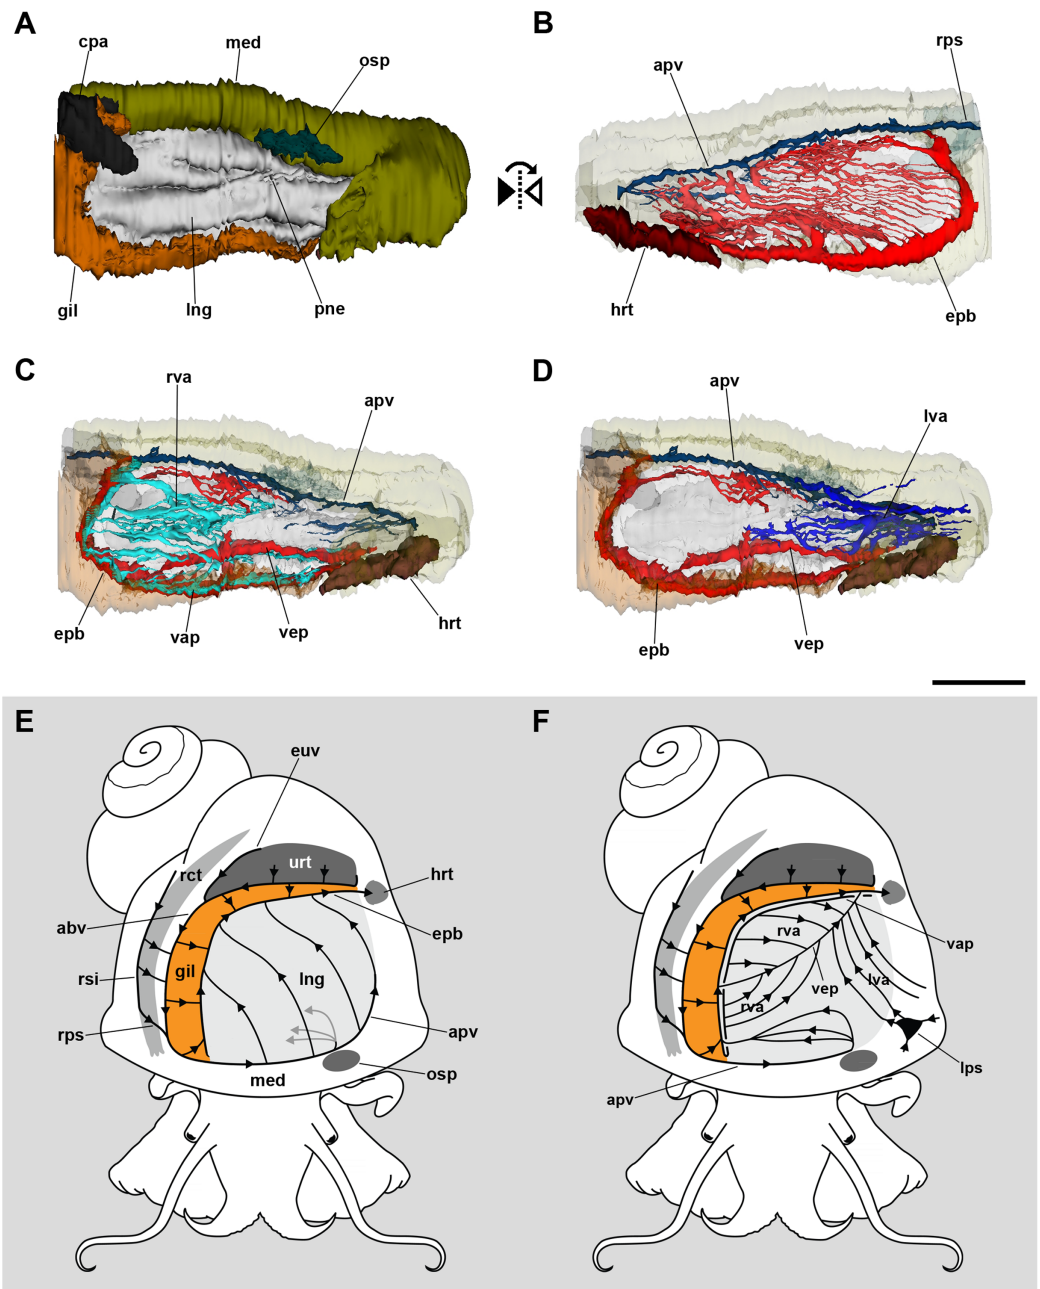 A
cpa
med
osp
gil
lng
pne
B
apv
rps
hrt
epb
C
rva
apv
epb
vap
vep
hrt
D
apv
lva
epb
vep
E
euv
urt
rct
hrt
abv
epb
gil
rsi
lng
rps
apv
med
osp
F
rva
vap
vep
lva
rva
lps
apv